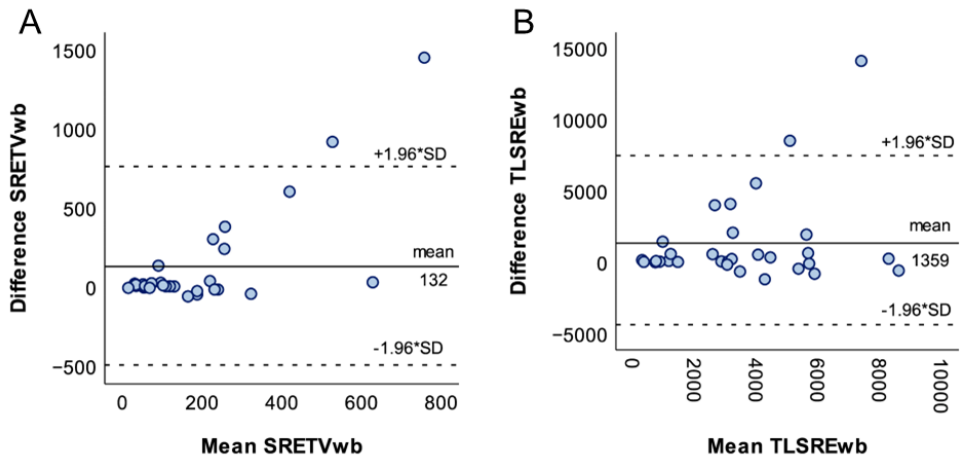 A
Difference SRETVwb
1500
1000
500
0
−500
+1.96*SD
mean
132
-1.96*SD
0 200 400 600 800
Mean SRETVwb
B
Difference TLSREwb
15000
10000
5000
0
−5000
+1.96*SD
mean
1359
-1.96*SD
0 2000 4000 6000 8000 10000
Mean TLSREwb